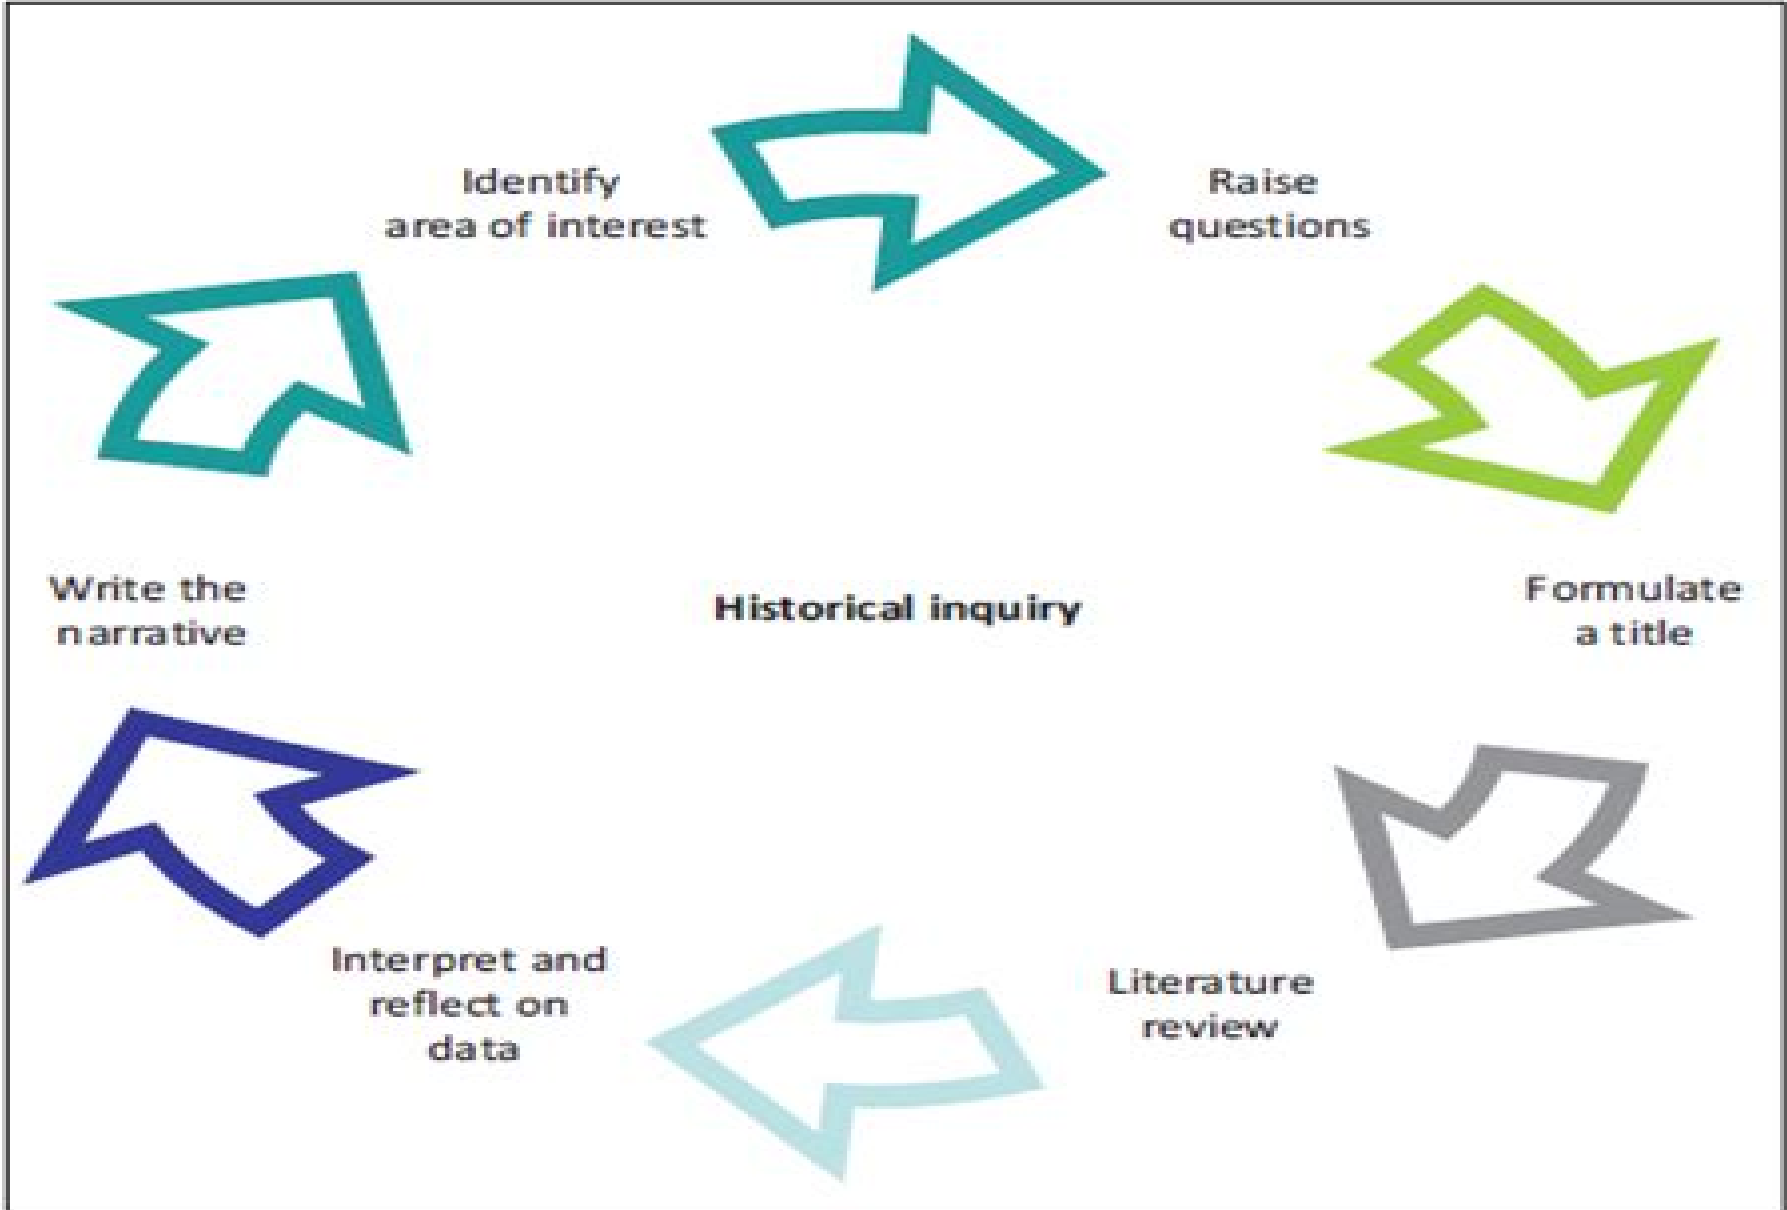 Identify
area of interest
Raise
questions
Formulate
a title
Literature
review
Interpret and
reflect on
data
Write the
narrative
Historical inquiry